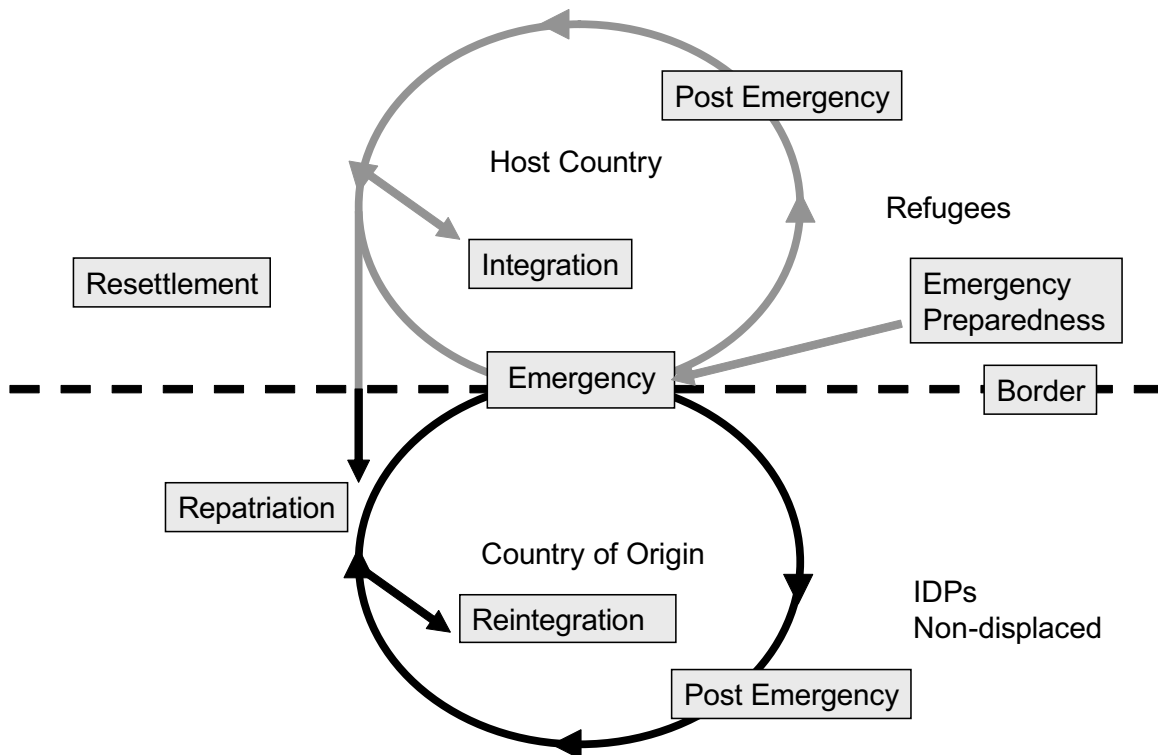 Post Emergency
Host Country
Refugees
Integration
Resettlement
Emergency
Preparedness
Emergency
Border
Repatriation
Country of Origin
IDPs
Non-displaced
Reintegration
Post Emergency